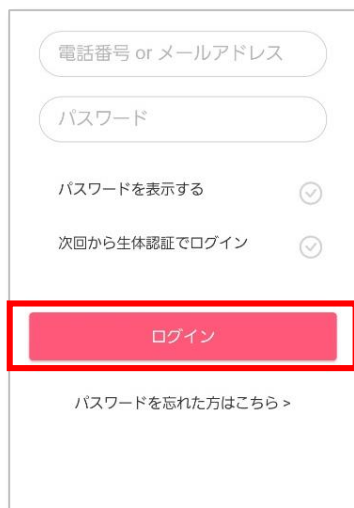 電話番号 or メールアドレス
パスワード
パスワードを表示する
次回から生体認証でログイン
ログイン
パスワードを忘れた方はこちら >